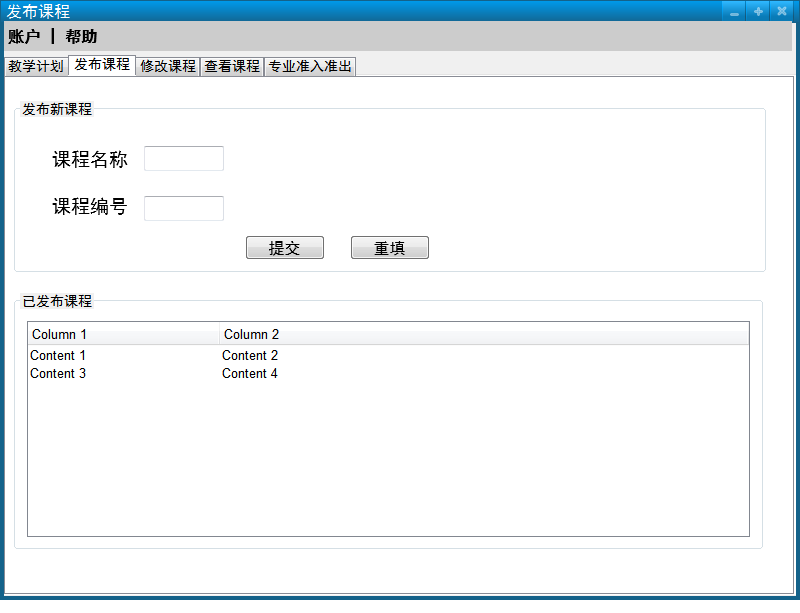 发布课程
账户 | 帮助
教学计划 发布课程 修改课程 查看课程 专业准入准出
发布新课程
课程名称
课程编号
提交 重填
已发布课程
Column 1 Column 2
Content 1 Content 2
Content 3 Content 4